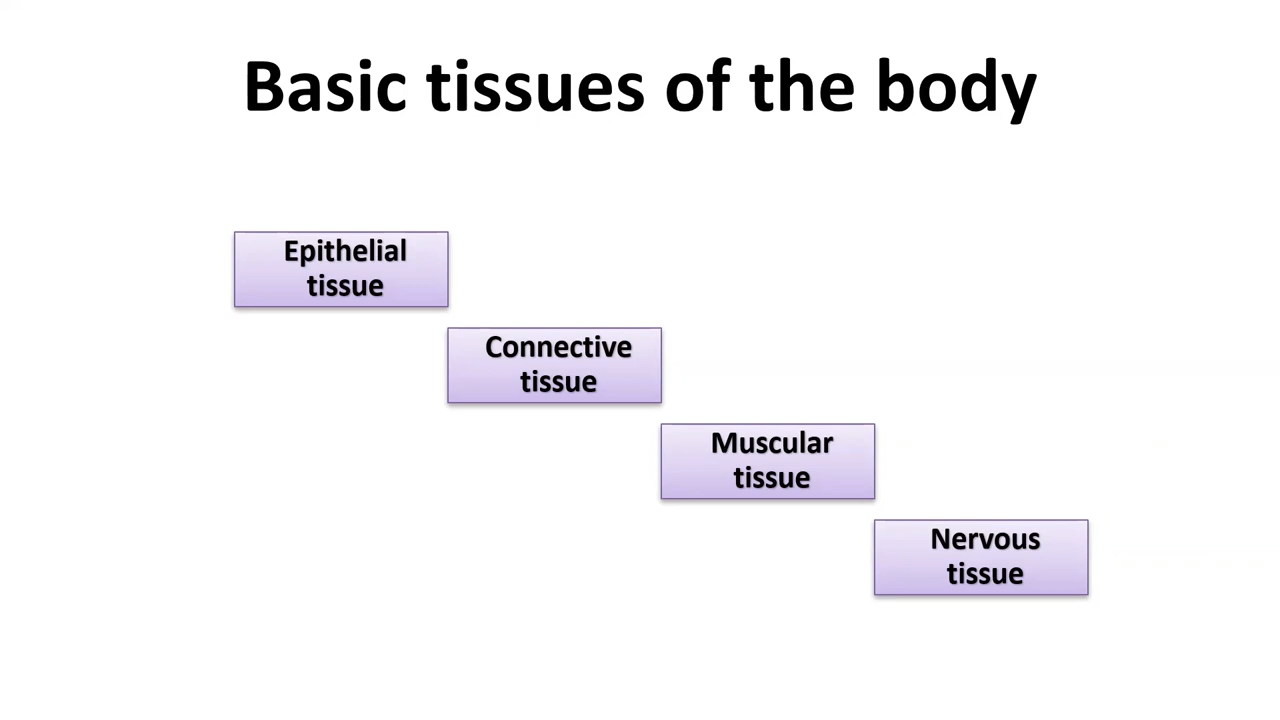 Basic tissues of the body
Epithelial
tissue
Connective
tissue
Muscular
tissue
Nervous
tissue